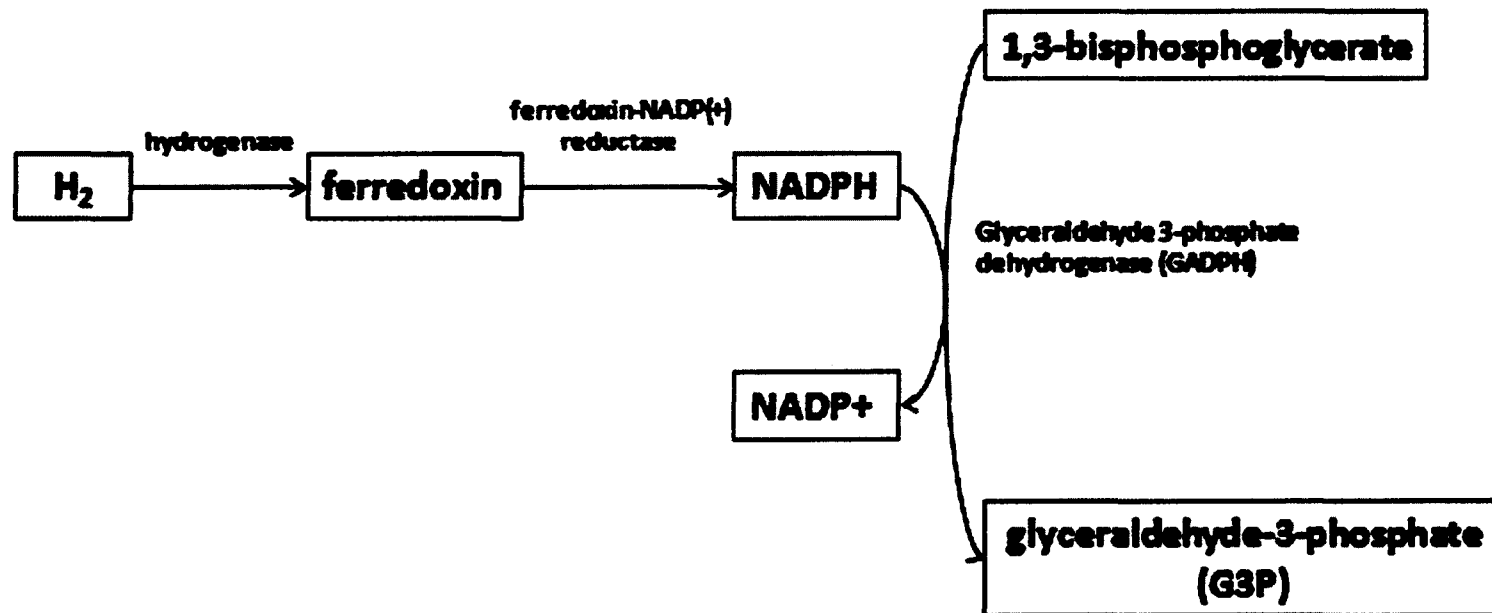 1,3-bisphosphoglycerate
ferredoxin-NADP(+)
reductase
hydrogenase
H₂
ferredoxin
NADPH
Glyceraldehyde 3-phosphate
dehydrogenase (GADPH)
NADP+
glyceraldehyde-3-phosphate
(G3P)